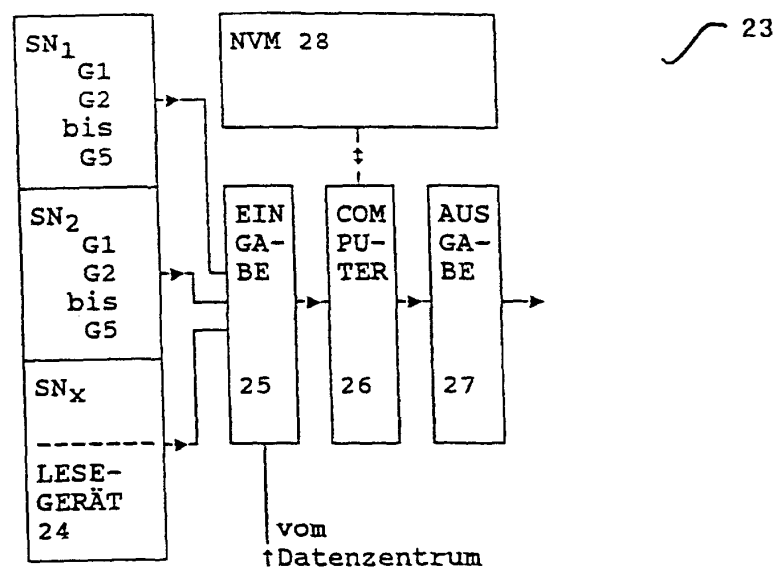 23
SN₁
G1
G2
bis
G5
NVM 28
SN₂
G1
G2
bis
G5
EIN
GA-
BE
25
COM
PU-
TER
26
AUS
GA-
BE
27
SNₓ
LESE-
GERÄT
24
vom
↑Datenzentrum